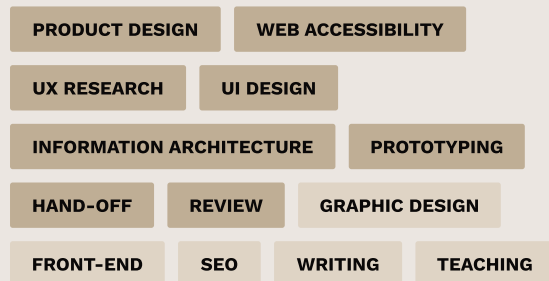 PRODUCT DESIGN WEB ACCESSIBILITY
UX RESEARCH UI DESIGN
INFORMATION ARCHITECTURE PROTOTYPING
HAND-OFF REVIEW GRAPHIC DESIGN
FRONT-END SEO WRITING TEACHING